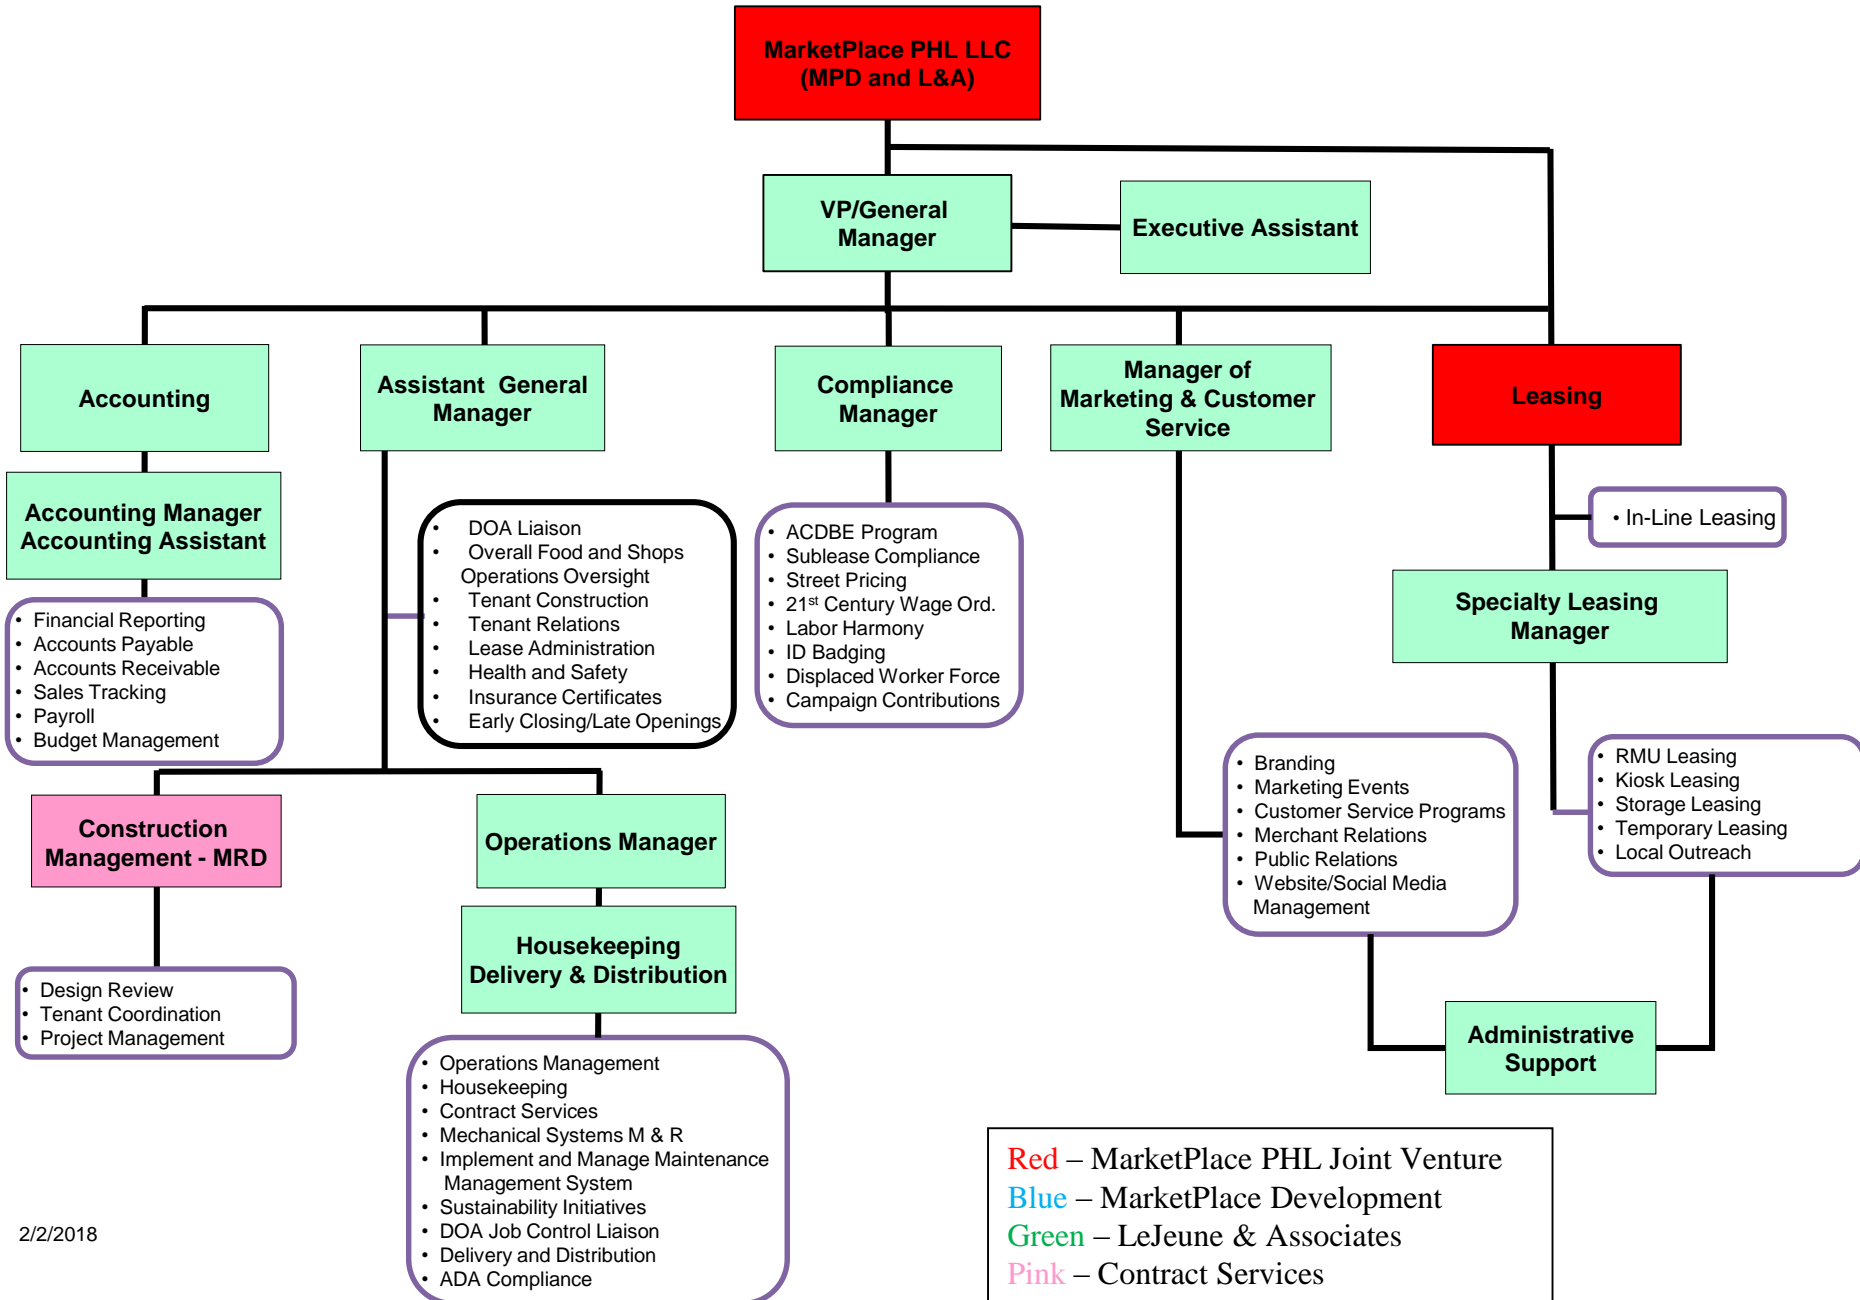 MarketPlace PHL LLC
(MPD and L&A)
VP/General
Manager
Executive Assistant
Accounting
Assistant General
Manager
Compliance
Manager
Manager of
Marketing & Customer
Service
Leasing
Accounting Manager
Accounting Assistant
• Financial Reporting
• Accounts Payable
• Accounts Receivable
• Sales Tracking
• Payroll
• Budget Management
• DOA Liaison
• Overall Food and Shops
Operations Oversight
• Tenant Construction
• Tenant Relations
• Lease Administration
• Health and Safety
• Insurance Certificates
• Early Closing/Late Openings
• ACDBE Program
• Sublease Compliance
• Street Pricing
• 21st Century Wage Ord.
• Labor Harmony
• ID Badging
• Displaced Worker Force
• Campaign Contributions
• In-Line Leasing
Specialty Leasing
Manager
• Branding
• Marketing Events
• Customer Service Programs
• Merchant Relations
• Public Relations
• Website/Social Media
Management
• RMU Leasing
• Kiosk Leasing
• Storage Leasing
• Temporary Leasing
• Local Outreach
Construction
Management - MRD
Operations Manager
Housekeeping
Delivery & Distribution
• Design Review
• Tenant Coordination
• Project Management
• Operations Management
• Housekeeping
• Contract Services
• Mechanical Systems M & R
• Implement and Manage Maintenance
Management System
• Sustainability Initiatives
• DOA Job Control Liaison
• Delivery and Distribution
• ADA Compliance
Administrative
Support
Red – MarketPlace PHL Joint Venture
Blue – MarketPlace Development
Green – LeJeune & Associates
Pink – Contract Services
2/2/2018